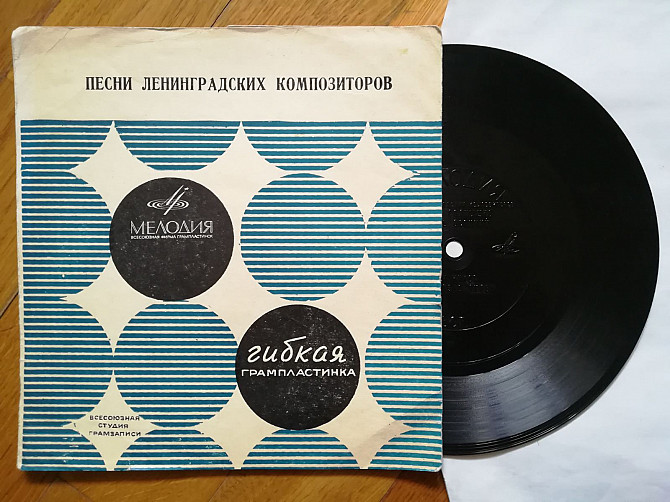 ПЕСНИ ЛЕНИНГРАДСКИХ КОМПОЗИТОРОВ
МЕЛОДИЯ
ВСЕСОЮЗНАЯ ФИРМА ГРАМПЛАСТИНОК
гибкая
ГРАМПЛАСТИНКА
ВСЕСОЮЗНАЯ
СТУДИЯ
ГРАМЗАПИСИ